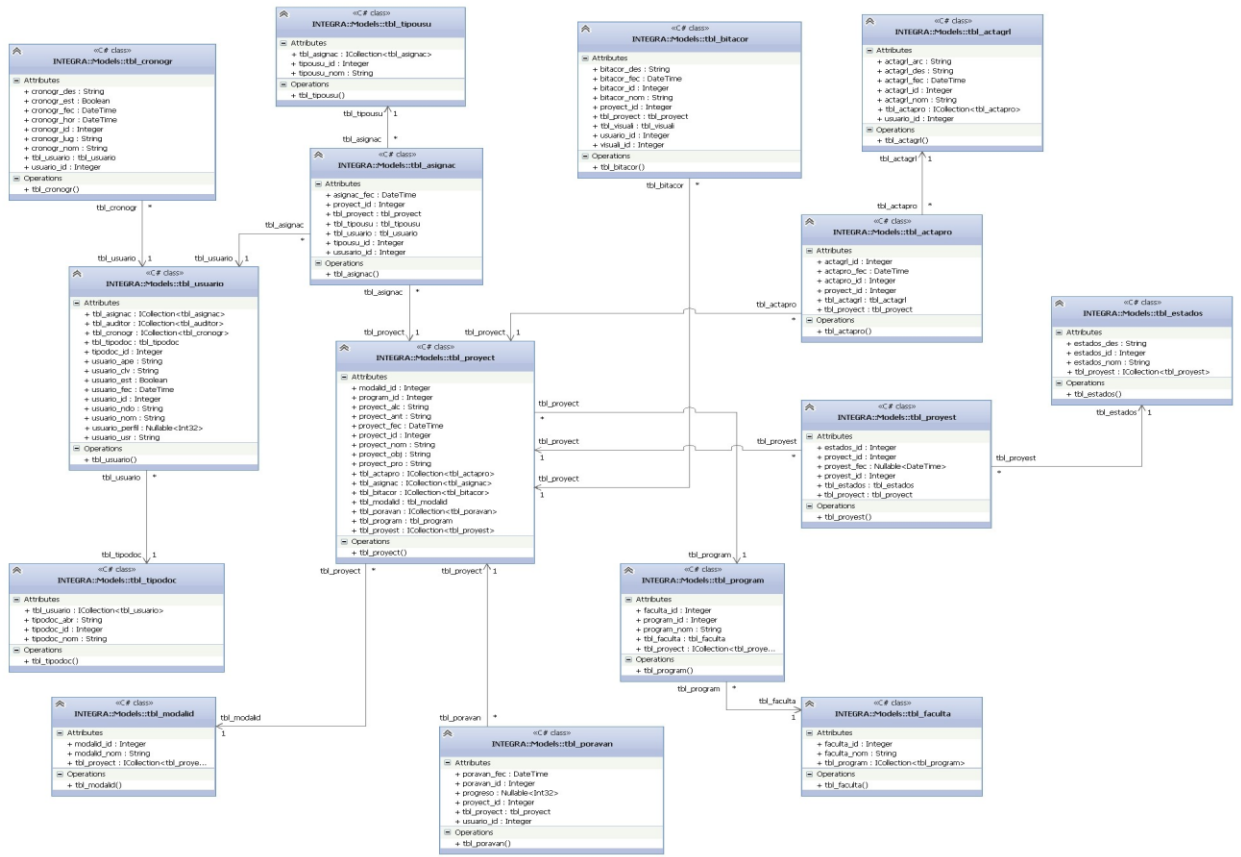 «C# class»
INTEGRA::Models::tbl_cronogr
Attributes
+ cronogr_des : String
+ cronogr_est : Boolean
+ cronogr_fec : DateTime
+ cronogr_hor : DateTime
+ cronogr_id : Integer
+ cronogr_lug : String
+ cronogr_nom : String
+ tbl_usuario : tbl_usuario
+ usuario_id : Integer
Operations
+ tbl_cronogr()
«C# class»
INTEGRA::Models::tbl_tipousu
Attributes
+ tbl_asignac : ICollection<tbl_asignac>
+ tipousu_id : Integer
+ tipousu_nom : String
Operations
+ tbl_tipousu()
tbl_tipousu 1
tbl_asignac *
«C# class»
INTEGRA::Models::tbl_asignac
Attributes
+ asignac_fec : DateTime
+ proyect_id : Integer
+ tbl_proyect : tbl_proyect
+ tbl_tipousu : tbl_tipousu
+ tbl_usuario : tbl_usuario
+ tipousu_id : Integer
+ ususario_id : Integer
Operations
+ tbl_asignac()
«C# class»
INTEGRA::Models::tbl_bitacor
Attributes
+ bitacor_des : String
+ bitacor_fec : DateTime
+ bitacor_id : Integer
+ bitacor_nom : String
+ proyect_id : Integer
+ tbl_proyect : tbl_proyect
+ tbl_visuali : tbl_visuali
+ usuario_id : Integer
+ visuali_id : Integer
Operations
+ tbl_bitacor()
tbl_bitacor *
«C# class»
INTEGRA::Models::tbl_actagrl
Attributes
+ actagrl_arc : String
+ actagrl_des : String
+ actagrl_fec : DateTime
+ actagrl_id : Integer
+ actagrl_nom : String
+ tbl_actapro : ICollection<tbl_actapro>
+ usuario_id : Integer
Operations
+ tbl_actagrl()
tbl_actagrl 1
tbl_actapro *
«C# class»
INTEGRA::Models::tbl_actapro
Attributes
+ actagrl_id : Integer
+ actapro_fec : DateTime
+ actapro_id : Integer
+ proyect_id : Integer
+ tbl_actagrl : tbl_actagrl
+ tbl_proyect : tbl_proyect
Operations
+ tbl_actapro()
tbl_cronogr *
tbl_asignac
*
tbl_usuario 1
tbl_usuario 1
«C# class»
INTEGRA::Models::tbl_usuario
Attributes
+ tbl_asignac : ICollection<tbl_asignac>
+ tbl_auditor : ICollection<tbl_auditor>
+ tbl_cronogr : ICollection<tbl_cronogr>
+ tbl_tipodoc : tbl_tipodoc
+ tipodoc_id : Integer
+ usuario_ape : String
+ usuario_clv : String
+ usuario_est : Boolean
+ usuario_fec : DateTime
+ usuario_id : Integer
+ usuario_ndo : String
+ usuario_nom : String
+ usuario_perfil : Nullable<Int32>
+ usuario_usr : String
Operations
+ tbl_usuario()
tbl_usuario *
tbl_asignac *
tbl_proyect 1
tbl_proyect 1
tbl_actapro
*
«C# class»
INTEGRA::Models::tbl_proyect
Attributes
+ modalid_id : Integer
+ program_id : Integer
+ proyect_alc : String
+ proyect_ant : String
+ proyect_fec : DateTime
+ proyect_id : Integer
+ proyect_nom : String
+ proyect_obj : String
+ proyect_pro : String
+ tbl_actapro : ICollection<tbl_actapro>
+ tbl_asignac : ICollection<tbl_asignac>
+ tbl_bitacor : ICollection<tbl_bitacor>
+ tbl_modalid : tbl_modalid
+ tbl_poravan : ICollection<tbl_poravan>
+ tbl_program : tbl_program
+ tbl_proyest : ICollection<tbl_proyest>
Operations
+ tbl_proyect()
tbl_proyect
*
tbl_proyect
1
tbl_proyect
1
tbl_proyest
*
«C# class»
INTEGRA::Models::tbl_estados
Attributes
+ estados_des : String
+ estados_id : Integer
+ estados_nom : String
+ tbl_proyest : ICollection<tbl_proyest>
Operations
+ tbl_estados()
tbl_estados 1
«C# class»
INTEGRA::Models::tbl_proyest
Attributes
+ estados_id : Integer
+ proyect_id : Integer
+ proyest_fec : Nullable<DateTime>
+ proyest_id : Integer
+ tbl_estados : tbl_estados
+ tbl_proyect : tbl_proyect
Operations
+ tbl_proyest()
tbl_proyest
*
tbl_tipodoc 1
«C# class»
INTEGRA::Models::tbl_tipodoc
Attributes
+ tbl_usuario : ICollection<tbl_usuario>
+ tipodoc_abr : String
+ tipodoc_id : Integer
+ tipodoc_nom : String
Operations
+ tbl_tipodoc()
tbl_proyect *
tbl_proyect 1
tbl_program 1
«C# class»
INTEGRA::Models::tbl_program
Attributes
+ faculta_id : Integer
+ program_id : Integer
+ program_nom : String
+ tbl_faculta : tbl_faculta
+ tbl_proyect : ICollection<tbl_proye...
Operations
+ tbl_program()
tbl_program *
tbl_faculta
1
«C# class»
INTEGRA::Models::tbl_modalid
Attributes
+ modalid_id : Integer
+ modalid_nom : String
+ tbl_proyect : ICollection<tbl_proye...
Operations
+ tbl_modalid()
tbl_modalid
1
tbl_poravan *
«C# class»
INTEGRA::Models::tbl_poravan
Attributes
+ poravan_fec : DateTime
+ poravan_id : Integer
+ progreso : Nullable<Int32>
+ proyect_id : Integer
+ tbl_proyect : tbl_proyect
+ usuario_id : Integer
Operations
+ tbl_poravan()
«C# class»
INTEGRA::Models::tbl_faculta
Attributes
+ faculta_id : Integer
+ faculta_nom : String
+ tbl_program : ICollection<tbl_program>
Operations
+ tbl_faculta()